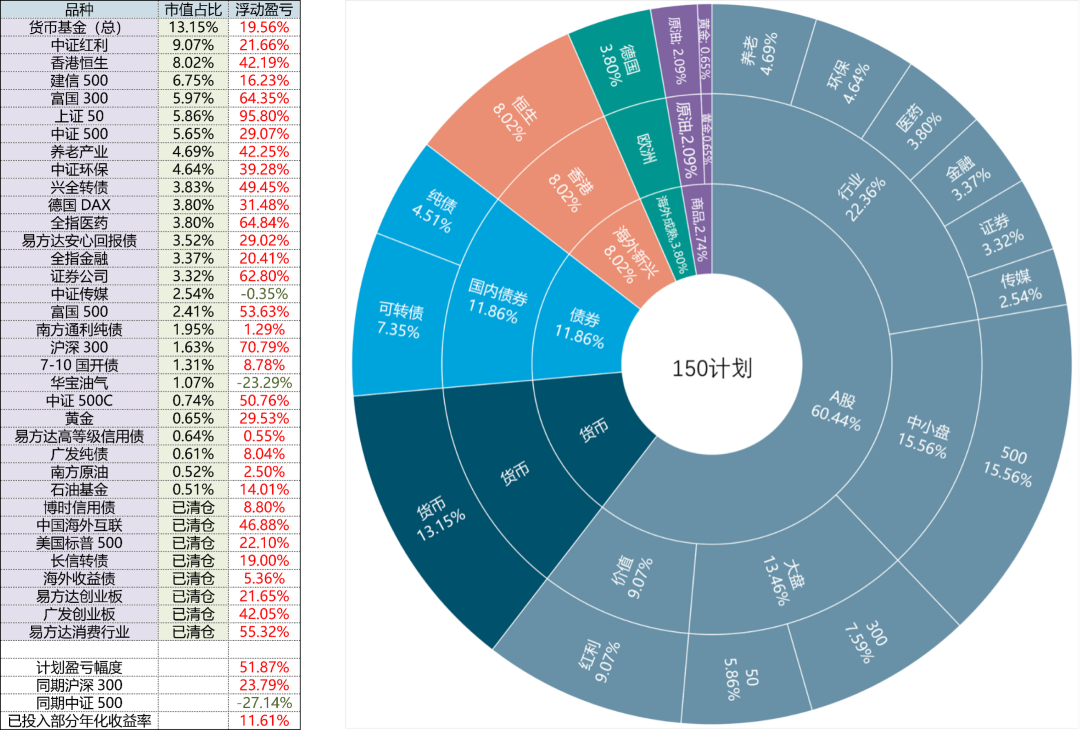 品种 市值占比 浮动盈亏
货币基金（总） 13.15% 19.56%
中证红利 9.07% 21.66%
香港恒生 8.02% 42.19%
建信 500 6.75% 16.23%
富国 300 5.97% 64.35%
上证 50 5.86% 95.80%
中证 500 5.65% 29.07%
养老产业 4.69% 42.25%
中证环保 4.64% 39.28%
兴全转债 3.83% 49.45%
德国 DAX 3.80% 31.48%
全指医药 3.80% 64.84%
易方达安心回报债 3.52% 29.02%
全指金融 3.37% 20.41%
证券公司 3.32% 62.80%
中证传媒 2.54% -0.35%
富国 500 2.41% 53.63%
南方通利纯债 1.95% 1.29%
沪深 300 1.63% 70.79%
7-10 国开债 1.31% 8.78%
华宝油气 1.07% -23.29%
中证 500C 0.74% 50.76%
黄金 0.65% 29.53%
易方达高等级信用债 0.64% 0.55%
广发纯债 0.61% 8.04%
南方原油 0.52% 2.50%
石油基金 0.51% 14.01%
博时信用债 已清仓 8.80%
中国海外互联 已清仓 46.88%
美国标普 500 已清仓 22.10%
长信转债 已清仓 19.00%
海外收益债 已清仓 5.36%
易方达创业板 已清仓 21.65%
广发创业板 已清仓 42.05%
易方达消费行业 已清仓 55.32%
计划盈亏幅度 51.87%
同期沪深 300 23.79%
同期中证 500 -27.14%
已投入部分年化收益率 11.61%
150计划
A股
60.44%
行业
22.36%
养老
4.69%
环保
4.64%
医药
3.80%
金融
3.37%
证券
3.32%
传媒
2.54%
中小盘
15.56%
500
15.56%
大盘
13.46%
300
7.59%
50
5.86%
价值
9.07%
红利
9.07%
货币
货币
货币
13.15%
债券
11.86%
国内债券
11.86%
可转债
7.35%
纯债
4.51%
海外新兴
8.02%
香港
8.02%
恒生
8.02%
海外成熟,3.80%
欧洲
德国
3.80%
商品,2.74%
原油,2.09%
原油; 2.09%
黄金,0.65%
黄金; 0.65%